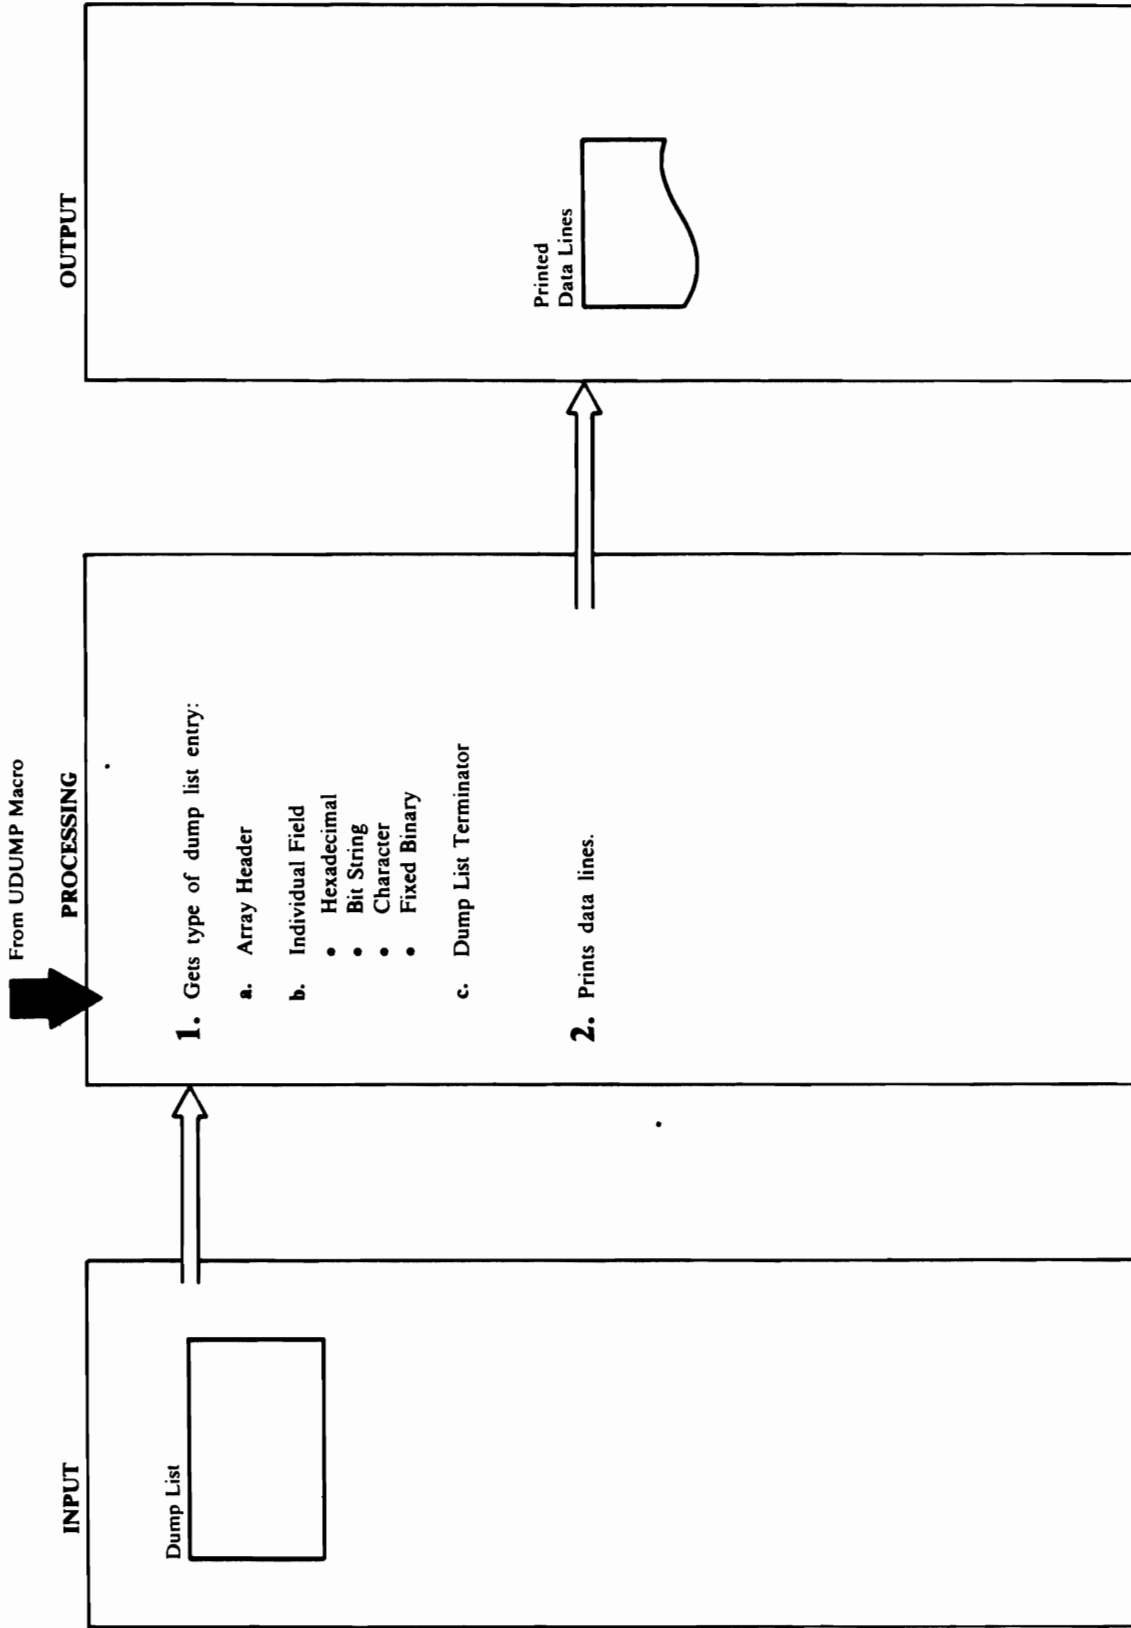 From UDUMP Macro
INPUT
PROCESSING
OUTPUT
Dump List
1. Gets type of dump list entry:
a. Array Header
b. Individual Field
• Hexadecimal
• Bit String
• Character
• Fixed Binary
c. Dump List Terminator
2. Prints data lines.
Printed
Data Lines